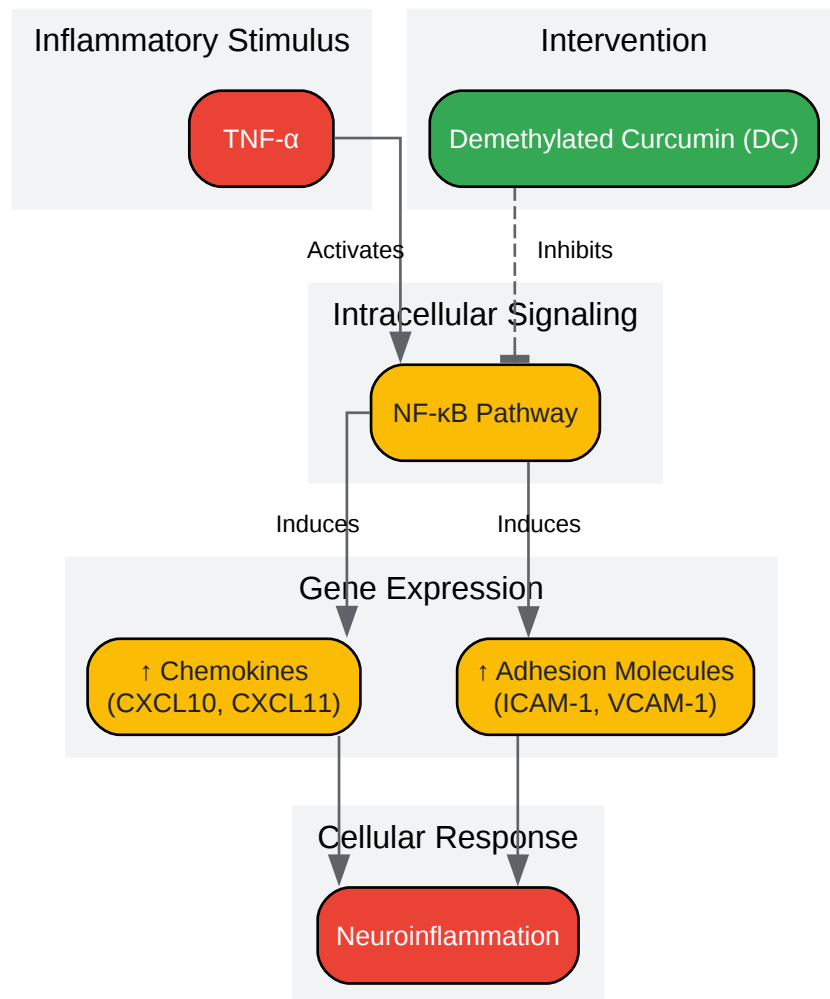 Inflammatory Stimulus
Intervention
TNF-α
Demethylated Curcumin (DC)
Activates
Inhibits
Intracellular Signaling
NF-κB Pathway
Induces
Induces
Gene Expression
↑ Chemokines
(CXCL10, CXCL11)
↑ Adhesion Molecules
(ICAM-1, VCAM-1)
Cellular Response
Neuroinflammation